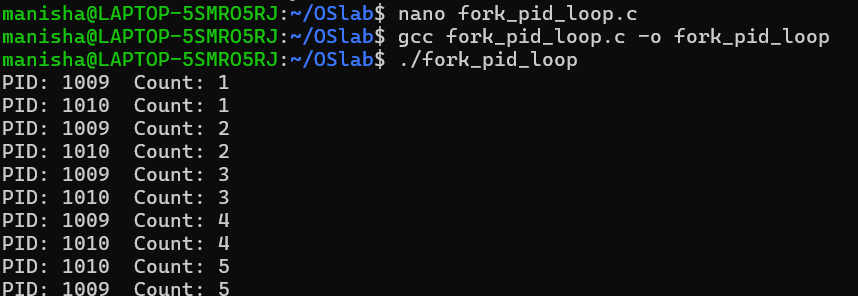 manisha@LAPTOP-5SMRO5RJ:~/OSlab$ nano fork_pid_loop.c
manisha@LAPTOP-5SMRO5RJ:~/OSlab$ gcc fork_pid_loop.c -o fork_pid_loop
manisha@LAPTOP-5SMRO5RJ:~/OSlab$ ./fork_pid_loop
PID: 1009  Count: 1
PID: 1010  Count: 1
PID: 1009  Count: 2
PID: 1010  Count: 2
PID: 1009  Count: 3
PID: 1010  Count: 3
PID: 1009  Count: 4
PID: 1010  Count: 4
PID: 1010  Count: 5
PID: 1009  Count: 5